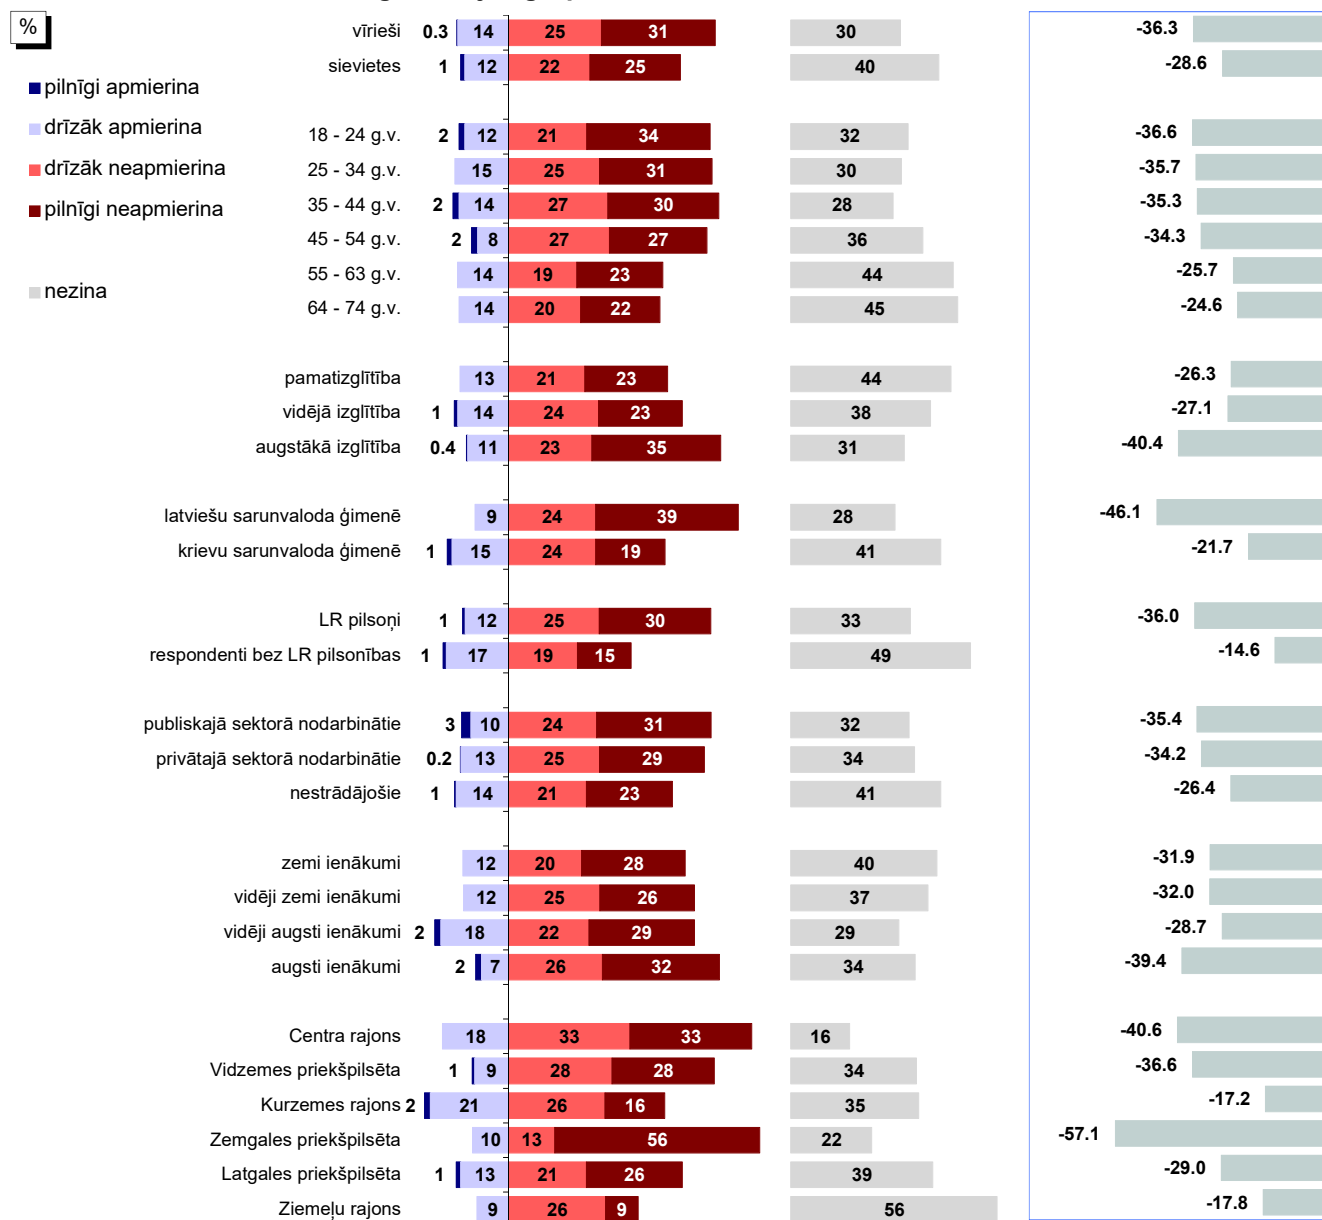 %
pilnīgi apmierina
drīzāk apmierina
drīzāk neapmierina
pilnīgi neapmierina
nezina
vīrieši 0.3 14 25 31 30 -36.3
sievietes 1 12 22 25 40 -28.6
18 - 24 g.v. 2 12 21 34 32 -36.6
25 - 34 g.v. 15 25 31 30 -35.7
35 - 44 g.v. 2 14 27 30 28 -35.3
45 - 54 g.v. 2 8 27 27 36 -34.3
55 - 63 g.v. 14 19 23 44 -25.7
64 - 74 g.v. 14 20 22 45 -24.6
pamatizglītība 13 21 23 44 -26.3
vidējā izglītība 1 14 24 23 38 -27.1
augstākā izglītība 0.4 11 23 35 31 -40.4
latviešu sarunvaloda ģimenē 9 24 39 28 -46.1
krievu sarunvaloda ģimenē 1 15 24 19 41 -21.7
LR pilsoņi 1 12 25 30 33 -36.0
respondenti bez LR pilsonības 1 17 19 15 49 -14.6
publiskajā sektorā nodarbinātie 3 10 24 31 32 -35.4
privātajā sektorā nodarbinātie 0.2 13 25 29 34 -34.2
nestrādājošie 1 14 21 23 41 -26.4
zemi ienākumi 12 20 28 40 -31.9
vidēji zemi ienākumi 12 25 26 37 -32.0
vidēji augsti ienākumi 2 18 22 29 29 -28.7
augsti ienākumi 2 7 26 32 34 -39.4
Centra rajons 18 33 33 16 -40.6
Vidzemes priekšpilsēta 1 9 28 28 34 -36.6
Kurzemes rajons 2 21 26 16 35 -17.2
Zemgales priekšpilsēta 10 13 56 22 -57.1
Latgales priekšpilsēta 1 13 21 26 39 -29.0
Ziemeļu rajons 9 26 9 56 -17.8